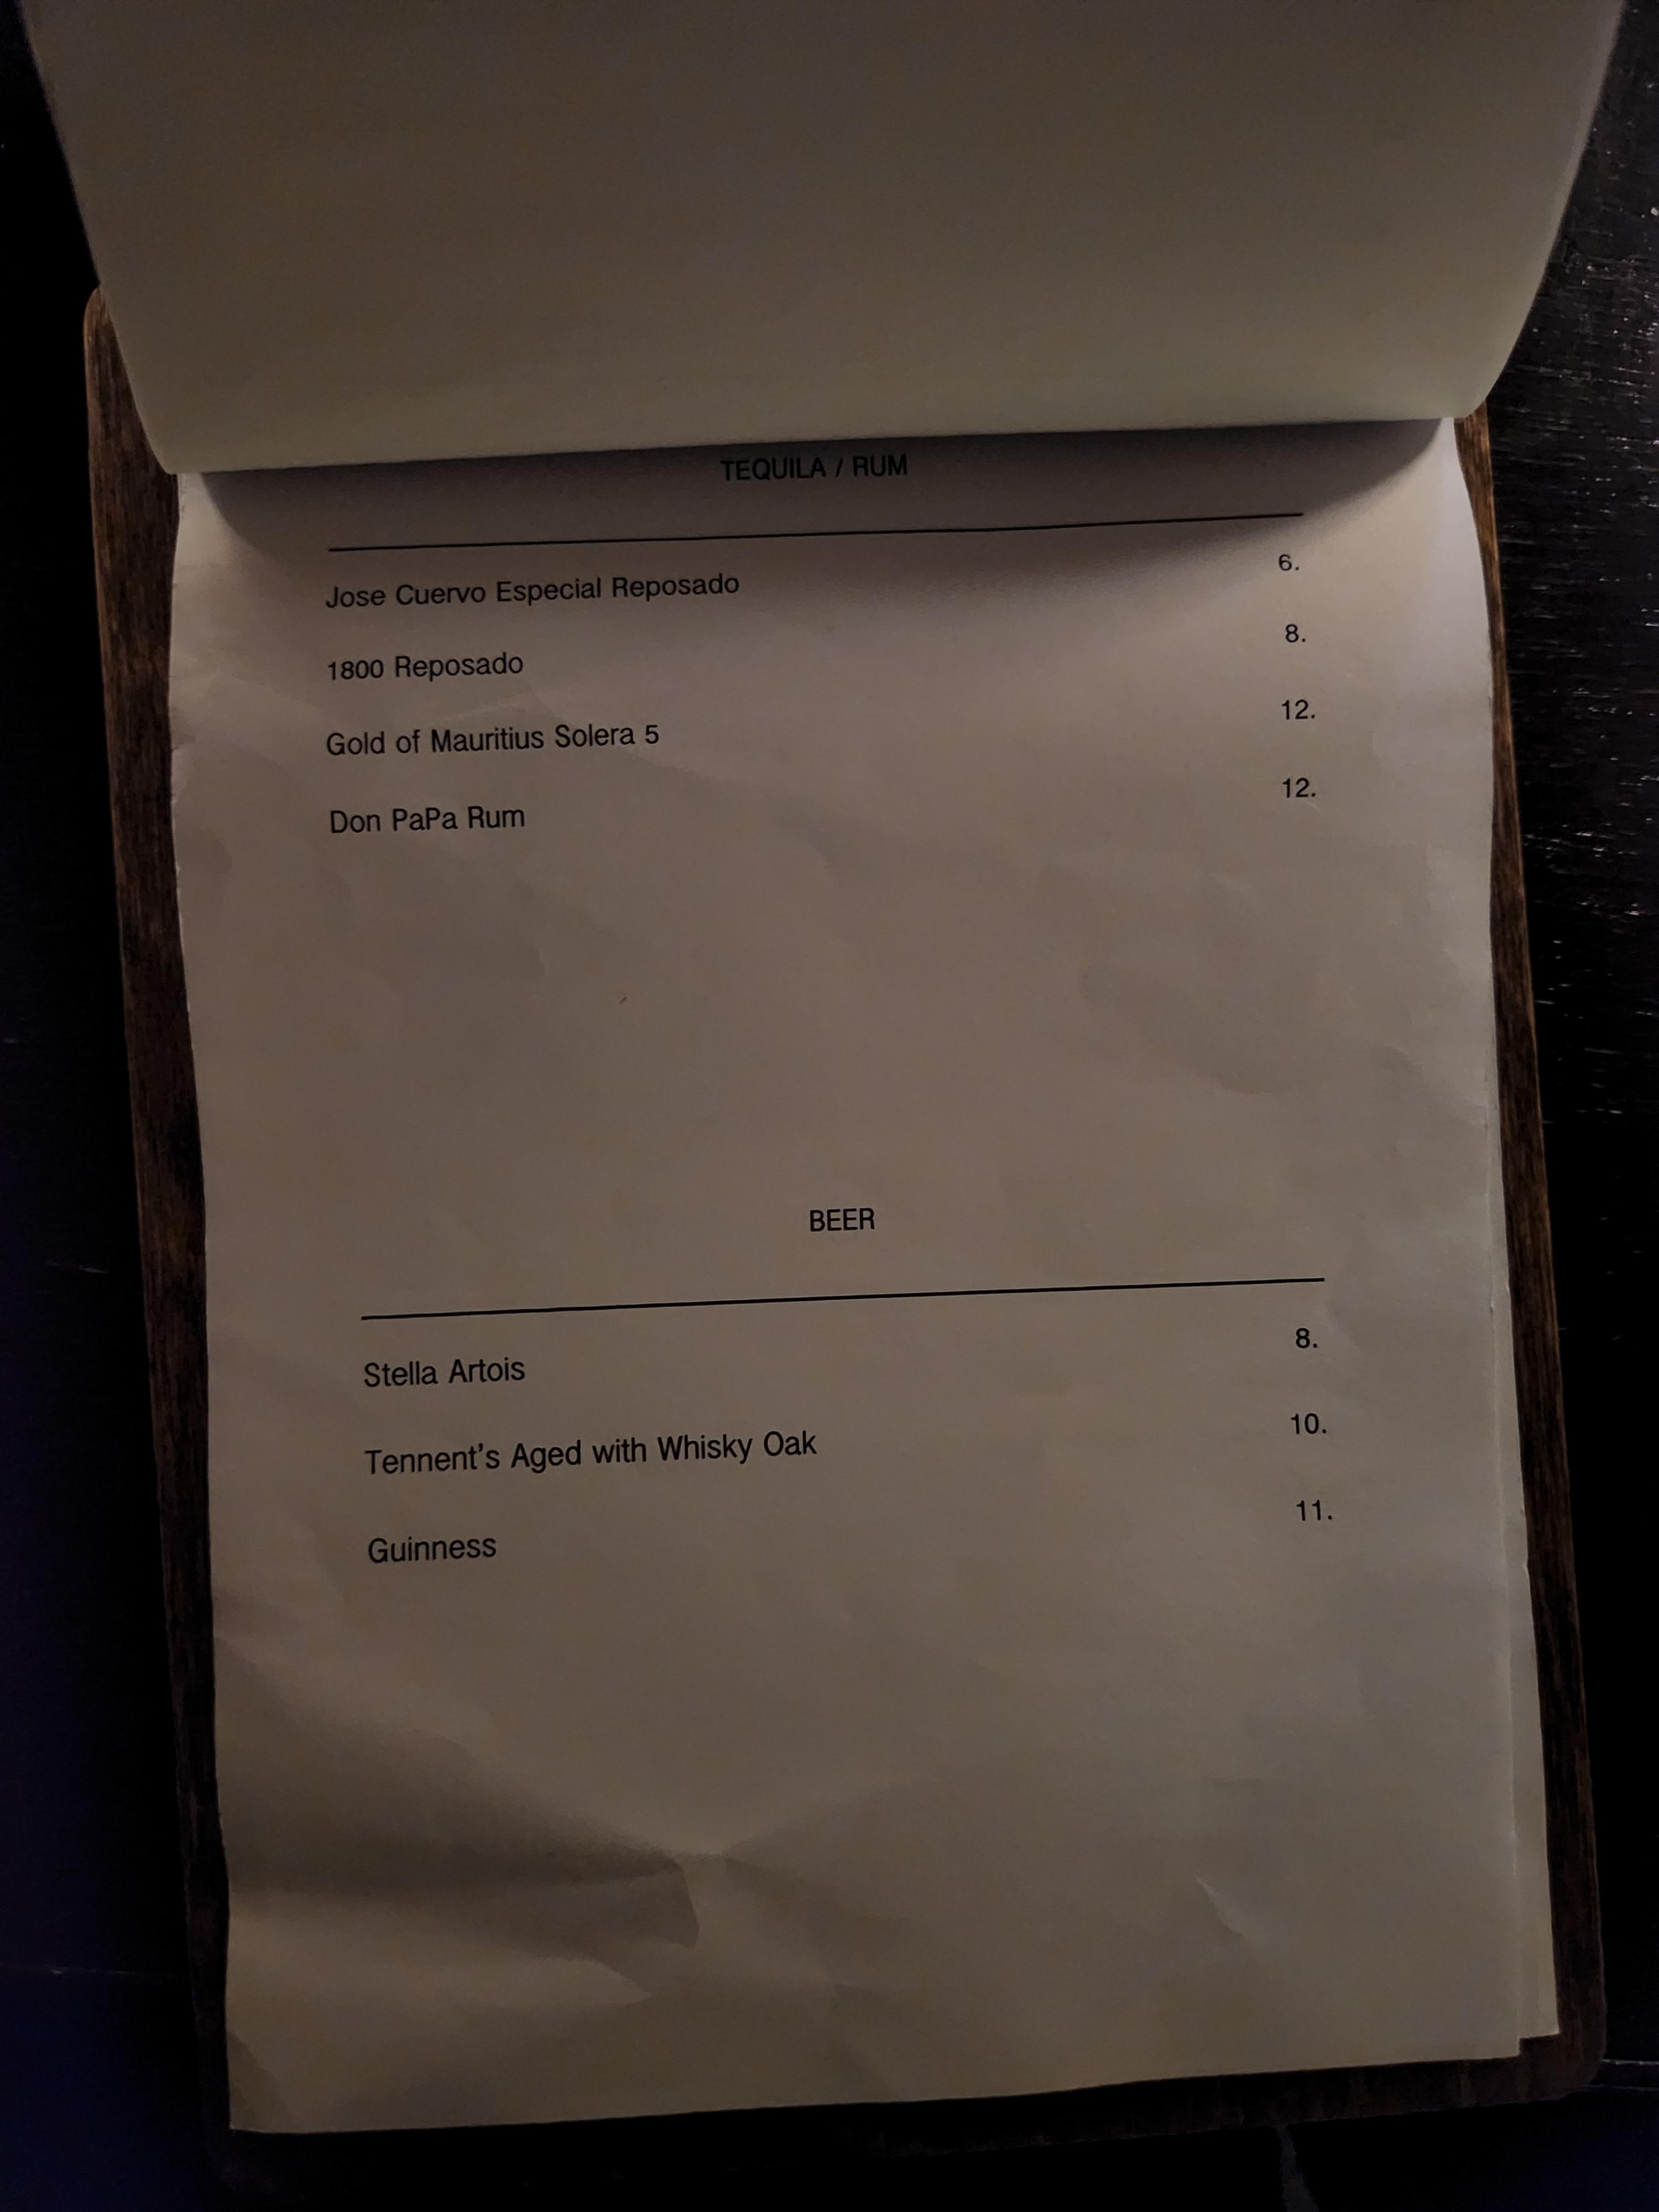 TEQUILA / RUM
Jose Cuervo Especial Reposado 6.
1800 Reposado 8.
Gold of Mauritius Solera 5 12.
Don PaPa Rum 12.
BEER
Stella Artois 8.
Tennent's Aged with Whisky Oak 10.
Guinness 11.